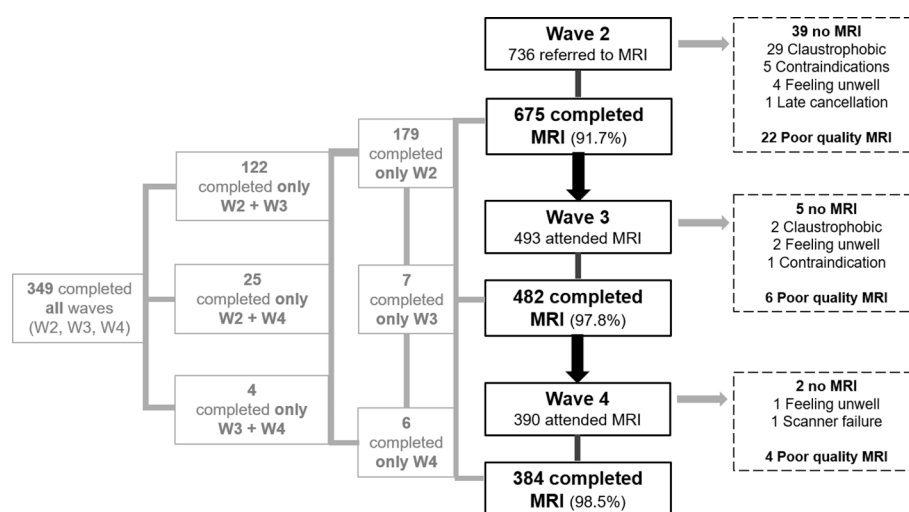 Wave 2
736 referred to MRI
39 no MRI
29 Claustrophobic
5 Contraindications
4 Feeling unwell
1 Late cancellation
22 Poor quality MRI
675 completed
MRI (91.7%)
179
completed
only W2
122
completed only
W2 + W3
Wave 3
493 attended MRI
5 no MRI
2 Claustrophobic
2 Feeling unwell
1 Contraindication
6 Poor quality MRI
349 completed
all waves
(W2, W3, W4)
25
completed only
W2 + W4
7
completed
only W3
482 completed
MRI (97.8%)
4
completed only
W3 + W4
6
completed
only W4
Wave 4
390 attended MRI
2 no MRI
1 Feeling unwell
1 Scanner failure
4 Poor quality MRI
384 completed
MRI (98.5%)